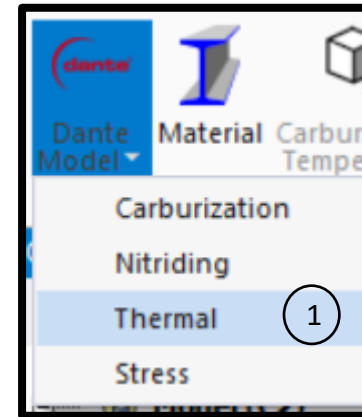 dante
Dante Material Carbur
Model Tempe
Carburization
Nitriding
Thermal 1
Stress